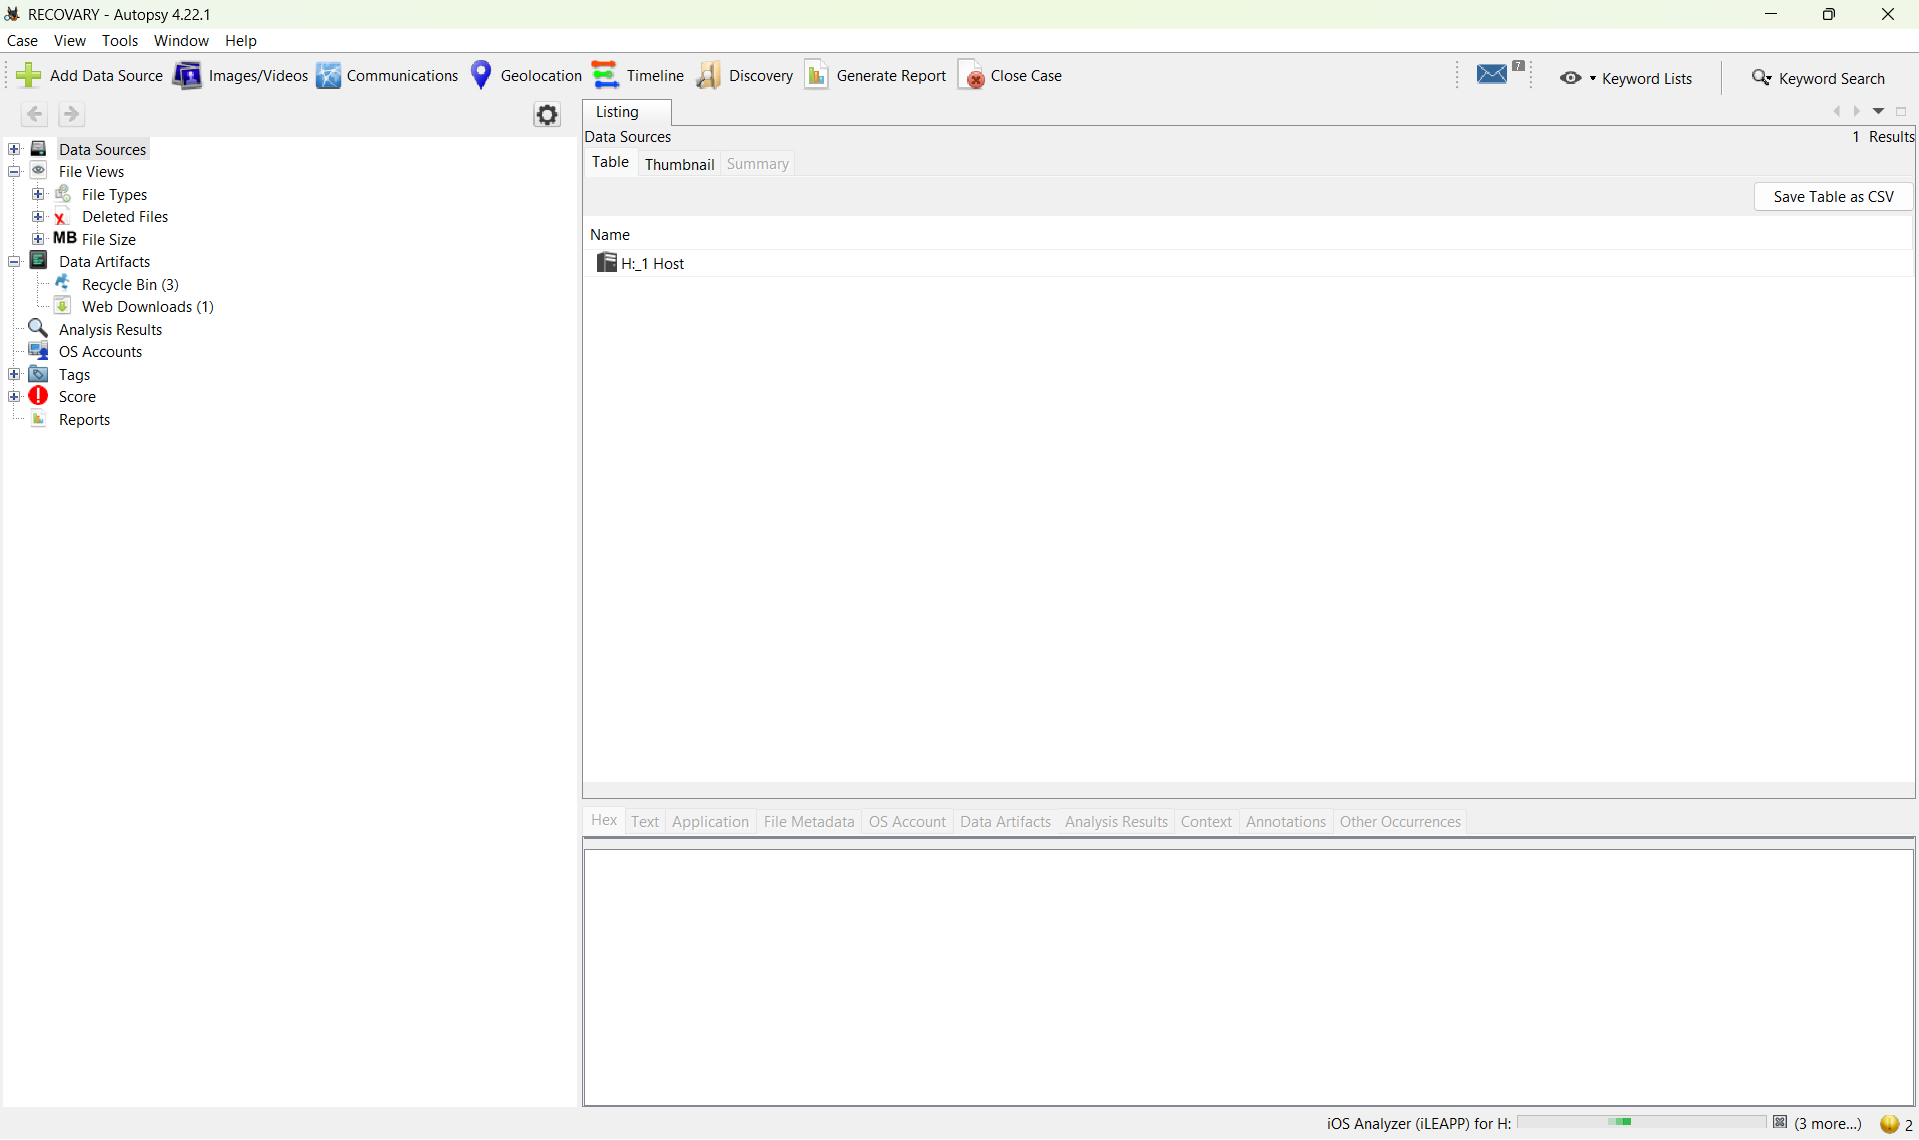 RECOVARY - Autopsy 4.22.1
Case View Tools Window Help
Add Data Source Images/Videos Communications Geolocation Timeline Discovery Generate Report Close Case 7 Keyword Lists Keyword Search
Listing
Data Sources 1 Results
Table Thumbnail Summary
Save Table as CSV
Name
H:_1 Host
Data Sources
File Views
File Types
Deleted Files
MB File Size
Data Artifacts
Recycle Bin (3)
Web Downloads (1)
Analysis Results
OS Accounts
Tags
Score
Reports
Hex Text Application File Metadata OS Account Data Artifacts Analysis Results Context Annotations Other Occurrences
iOS Analyzer (iLEAPP) for H: (3 more...) 2